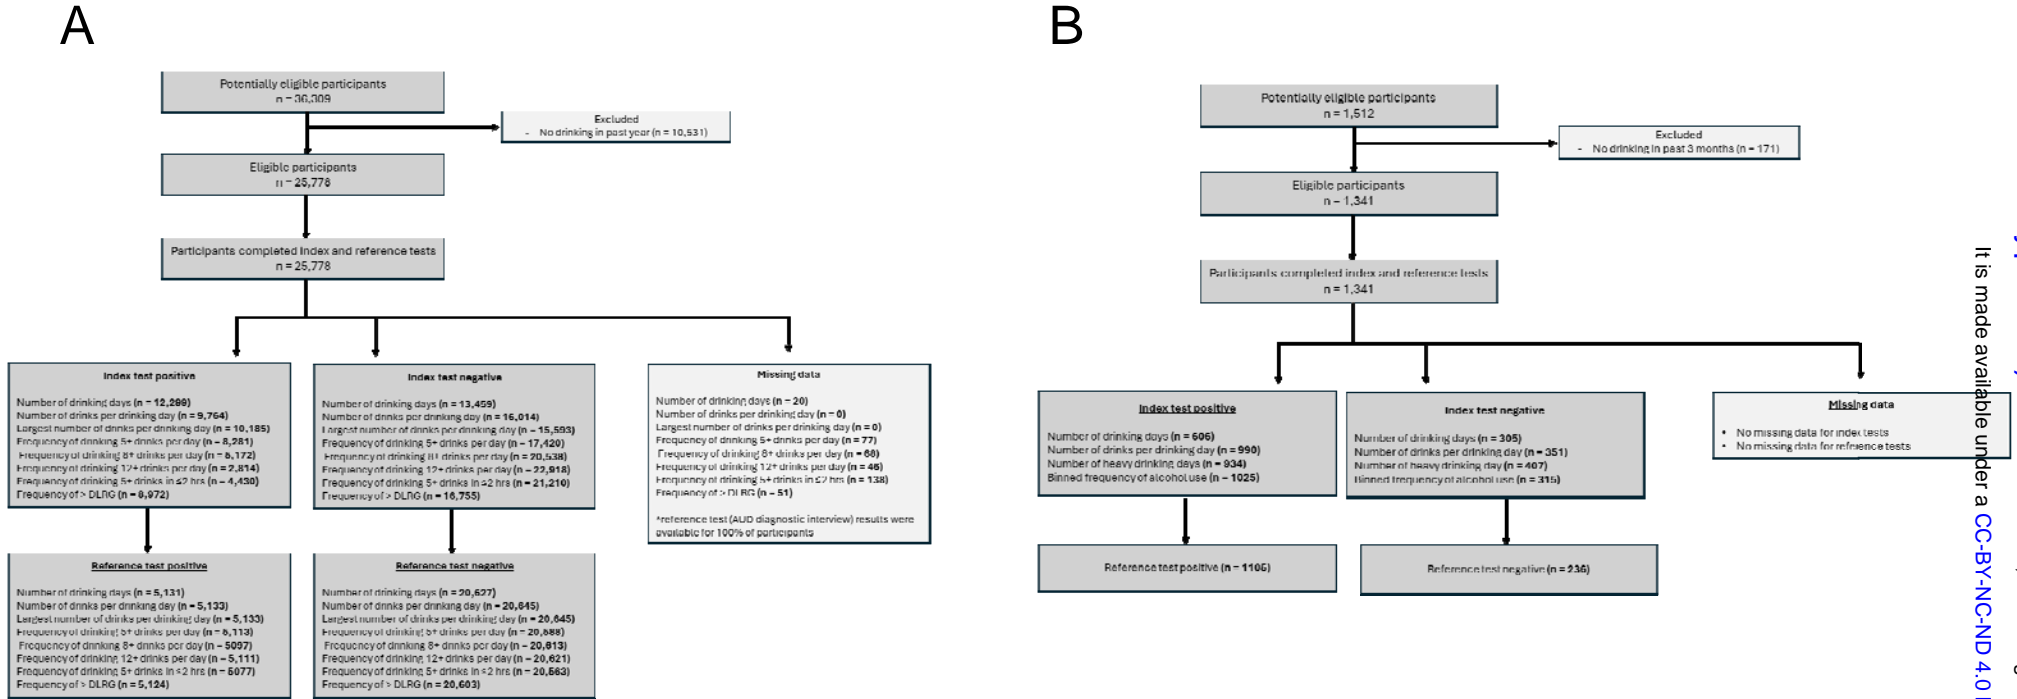 A
Potentially eligible participants
n = 36,309
Excluded
- No drinking in past year (n = 10,531)
Eligible participants
n = 25,778
Participants completed index and reference tests
n = 25,778
Index test positive
Number of drinking days (n = 12,299)
Number of drinks per drinking day (n = 9,764)
Largest number of drinks per drinking day (n = 10,185)
Frequency of drinking 5+ drinks per day (n = 8,281)
Frequency of drinking 8+ drinks per day (n = 5,172)
Frequency of drinking 12+ drinks per day (n = 2,814)
Frequency of drinking 5+ drinks in ≤2 hrs (n = 4,430)
Frequency of > DLRG (n = 8,972)
Index test negative
Number of drinking days (n = 13,459)
Number of drinks per drinking day (n = 16,014)
Largest number of drinks per drinking day (n = 15,593)
Frequency of drinking 5+ drinks per day (n = 17,420)
Frequency of drinking 8+ drinks per day (n = 20,538)
Frequency of drinking 12+ drinks per day (n = 22,918)
Frequency of drinking 5+ drinks in ≤2 hrs (n = 21,210)
Frequency of > DLRG (n = 16,755)
Missing data
Number of drinking days (n = 20)
Number of drinks per drinking day (n = 0)
Largest number of drinks per drinking day (n = 0)
Frequency of drinking 5+ drinks per day (n = 77)
Frequency of drinking 8+ drinks per day (n = 68)
Frequency of drinking 12+ drinks per day (n = 46)
Frequency of drinking 5+ drinks in ≤2 hrs (n = 138)
Frequency of > DLRG (n = 51)
*reference test (AUD diagnostic interview) results were
available for 100% of participants
Reference test positive
Number of drinking days (n = 5,131)
Number of drinks per drinking day (n = 5,133)
Largest number of drinks per drinking day (n = 5,133)
Frequency of drinking 5+ drinks per day (n = 5,113)
Frequency of drinking 8+ drinks per day (n = 5097)
Frequency of drinking 12+ drinks per day (n = 5,111)
Frequency of drinking 5+ drinks in ≤2 hrs (n = 5077)
Frequency of > DLRG (n = 5,124)
Reference test negative
Number of drinking days (n = 20,627)
Number of drinks per drinking day (n = 20,645)
Largest number of drinks per drinking day (n = 20,645)
Frequency of drinking 5+ drinks per day (n = 20,588)
Frequency of drinking 8+ drinks per day (n = 20,613)
Frequency of drinking 12+ drinks per day (n = 20,621)
Frequency of drinking 5+ drinks in ≤2 hrs (n = 20,563)
Frequency of > DLRG (n = 20,603)
B
Potentially eligible participants
n = 1,512
Excluded
- No drinking in past 3 months (n = 171)
Eligible participants
n = 1,341
Participants completed index and reference tests
n = 1,341
Index test positive
Number of drinking days (n = 606)
Number of drinks per drinking day (n = 990)
Number of heavy drinking days (n = 934)
Binned frequency of alcohol use (n = 1025)
Index test negative
Number of drinking days (n = 305)
Number of drinks per drinking day (n = 351)
Number of heavy drinking day (n = 407)
Binned frequency of alcohol use (n = 315)
Missing data
• No missing data for index tests
• No missing data for reference tests
Reference test positive (n = 1105)
Reference test negative (n = 236)
It is made available under a CC-BY-NC-ND 4.0